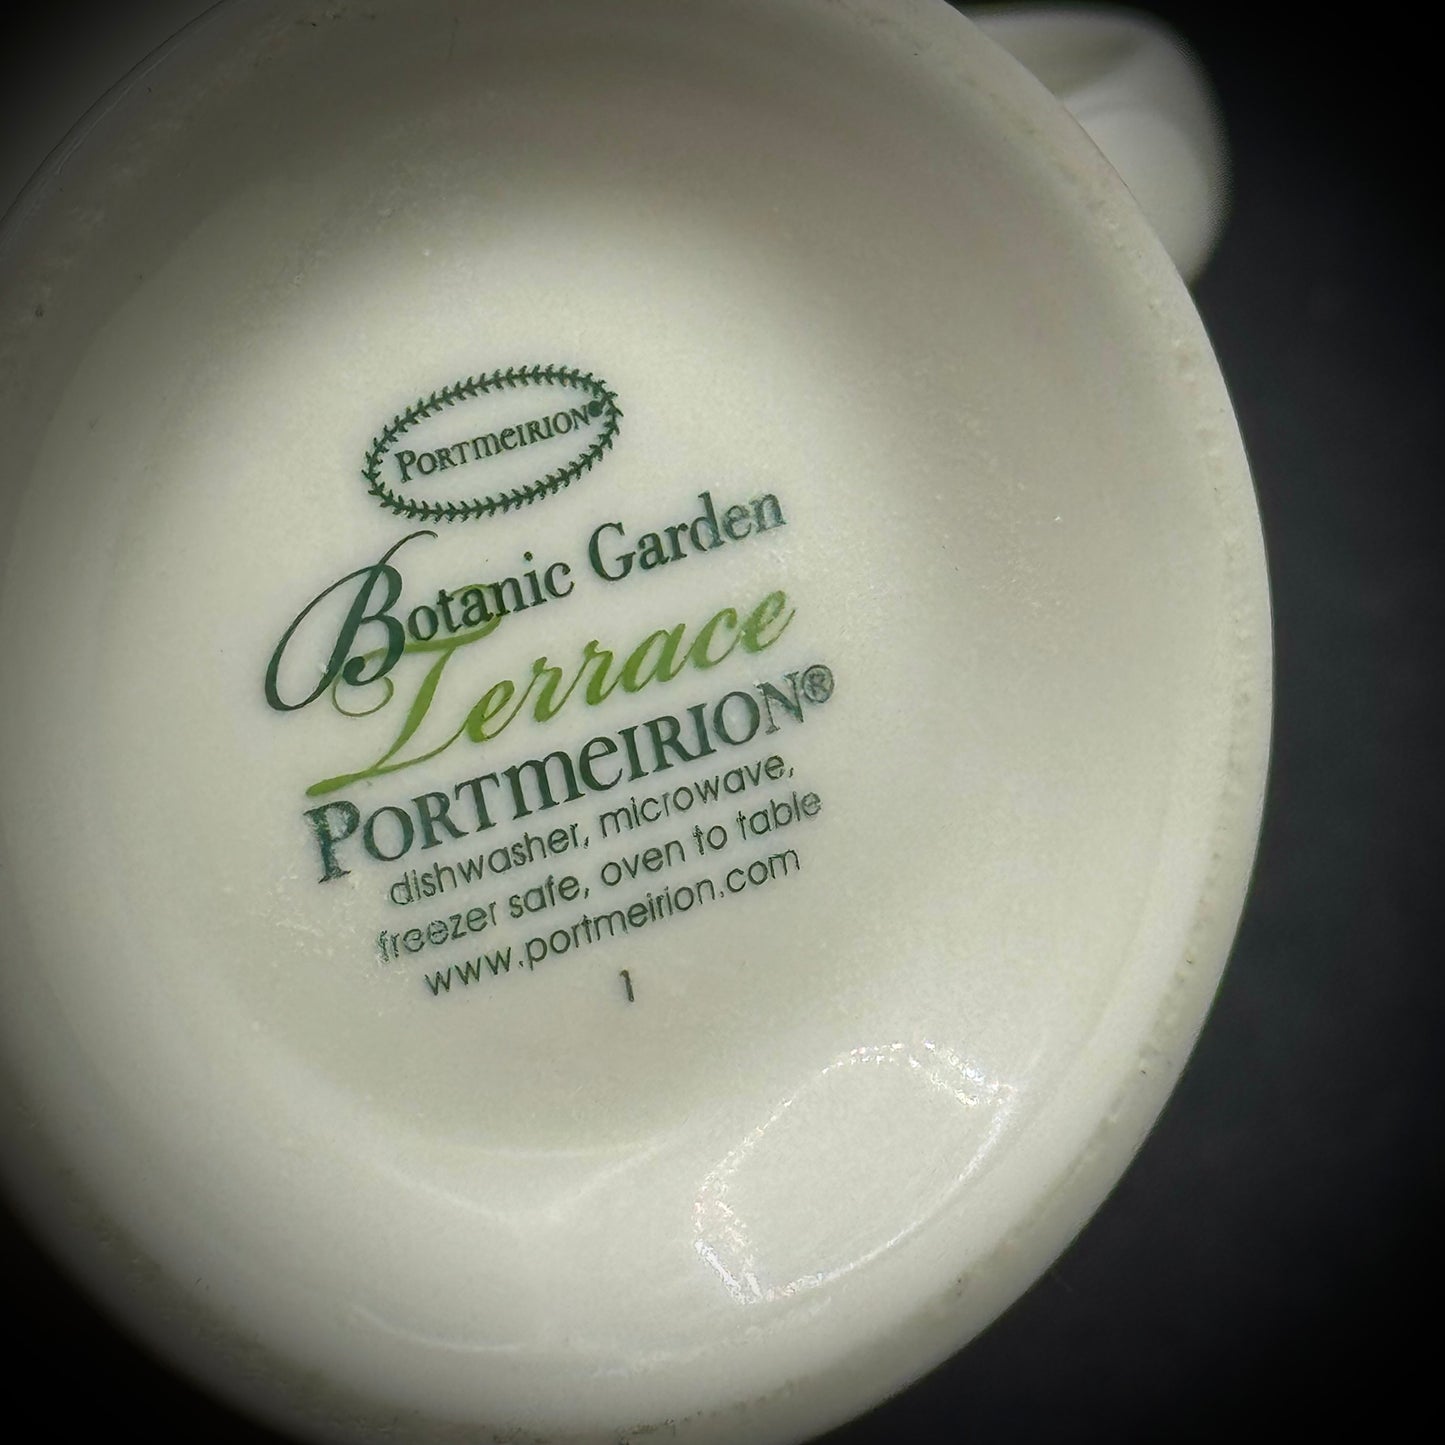 PORTMEIRION®
Botanic Garden
Terrace
PORTMEIRION®
dishwasher, microwave,
freezer safe, oven to table
www.portmeirion.com
1